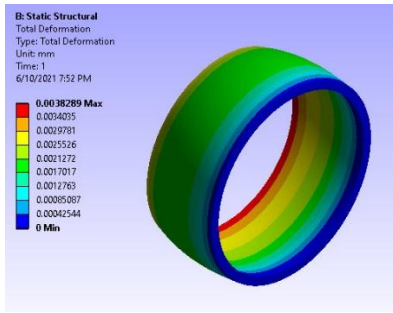 B: Static Structural
Total Deformation
Type: Total Deformation
Unit: mm
Time: 1
6/10/2021 7:52 PM
0.0038289 Max
0.0034035
0.0029781
0.0025526
0.0021272
0.0017017
0.0012763
0.00085087
0.00042544
0 Min